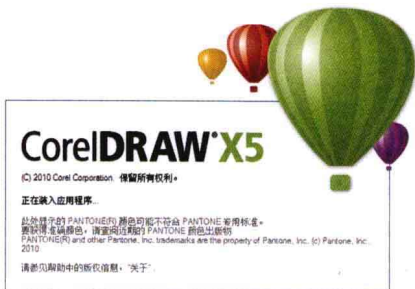 CorelDRAW® X5
(C) 2010 Corel Corporation. 保留所有权利。
正在装入应用程序...
此处显示的 PANTONE(R) 颜色可能不符合 PANTONE 专用标准。
要获得准确颜色,请查阅近期的 PANTONE 颜色出版物
PANTONE(R) and other Pantone, Inc. trademarks are the property of Pantone, Inc. (c) Pantone, Inc.,
2010
请参见帮助中的版权信息,"关于".